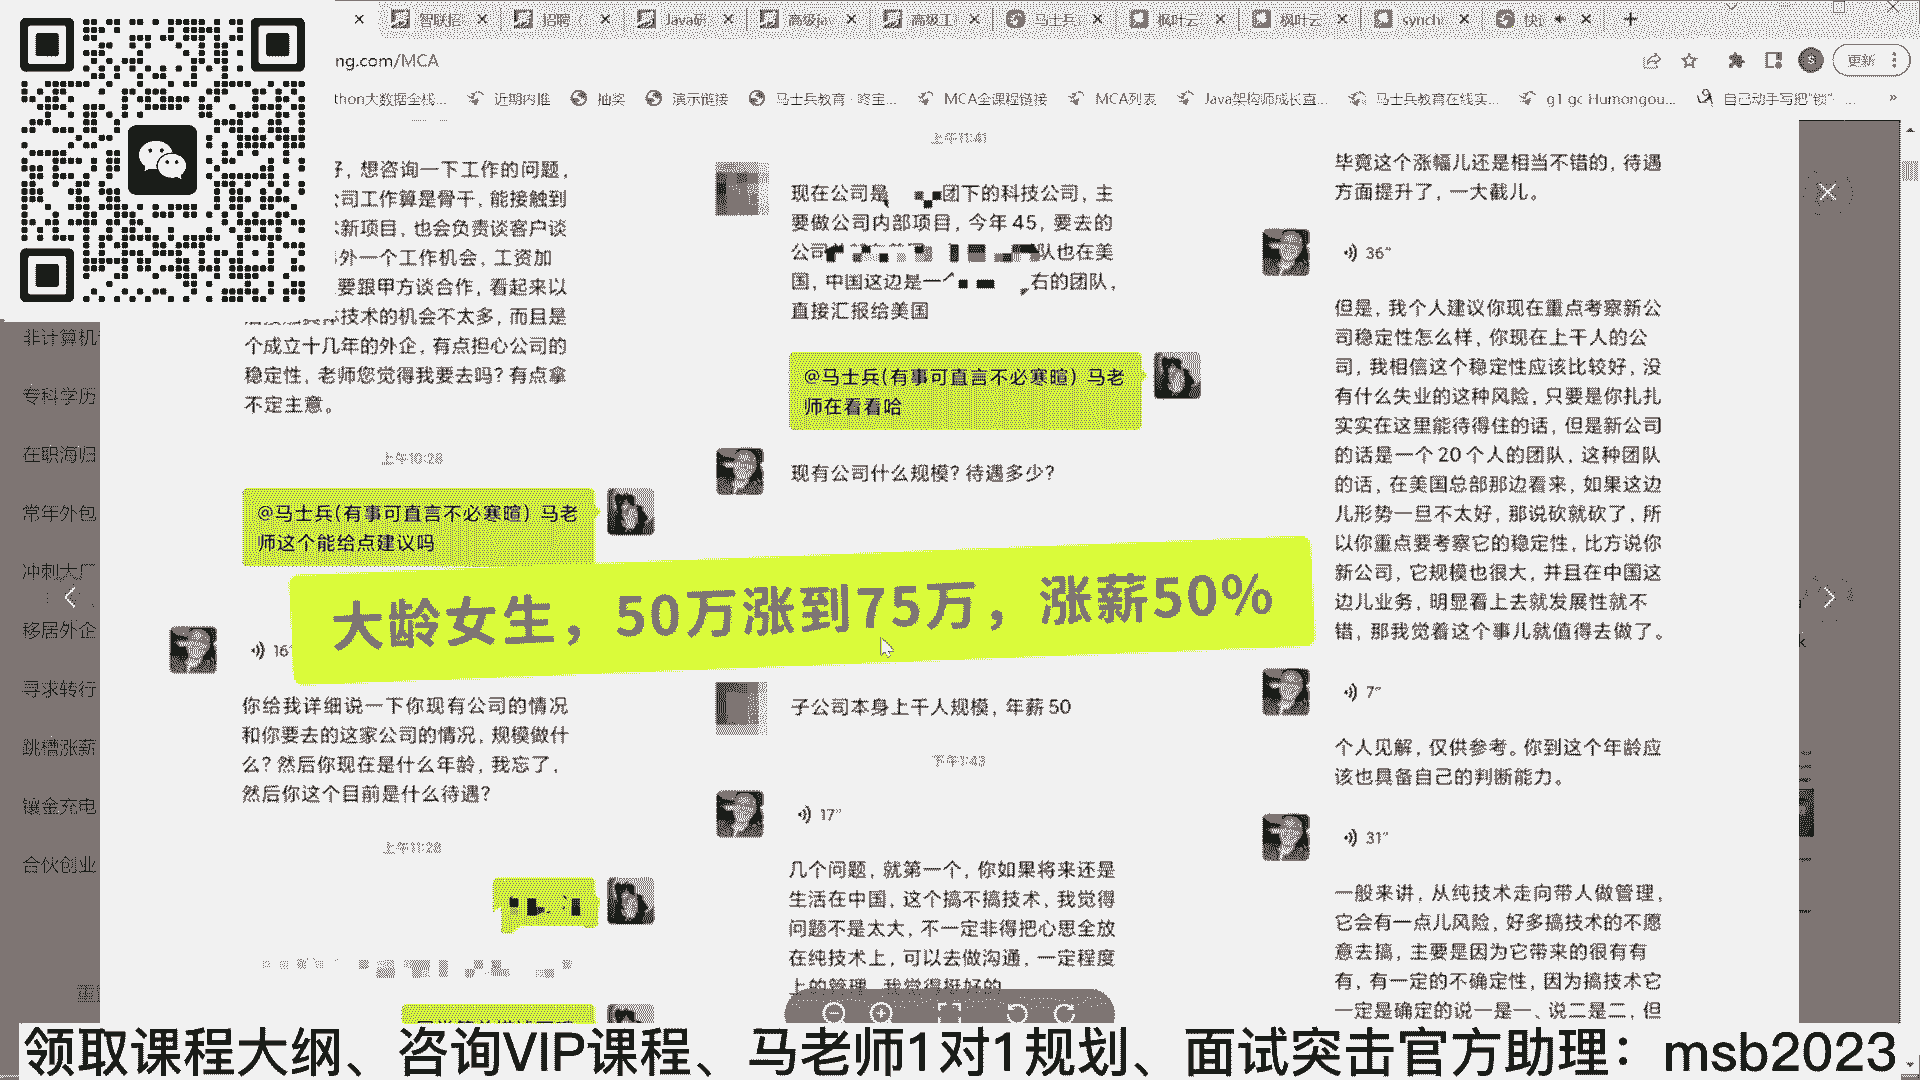 智联招
招聘（
Java研
高级ja
高级工
马士兵
枫叶云
枫叶云
synch
快
ng.com/MCA
更新
thon大数据全栈...
近期内推
抽奖
演示链接
马士兵教育 · 咚宝...
MCA全课程链接
MCA列表
Java架构师成长直...
马士兵教育在线实...
g1 gc Humongou...
自己动手写把"锁" ...
非计算机
专科学历
在职海归
常年外包
冲刺大厂
移居外企
寻求转行
跳槽涨薪
镶金充电
合伙创业
，想咨询一下工作的问题，
公司工作算是骨干，能接触到
新项目，也会负责谈客户谈
外一个工作机会，工资加
要跟甲方谈合作，看起来以
技术的机会不太多，而且是
个成立十几年的外企，有点担心公司的
稳定性，老师您觉得我要去吗？有点拿
不定主意。
上午10:28
@马士兵(有事可直言不必寒暄) 马老
师这个能给点建议吗
16"
你给我详细说一下你现有公司的情况
和你要去的这家公司的情况，规模做什
么？然后你现在是什么年龄，我忘了，
然后你这个目前是什么待遇？
上午11:28
上午11:41
现在公司是
团下的科技公司，主
要做公司内部项目，今年 45，要去的
公司
队也在美
国，中国这边是一个
右的团队，
直接汇报给美国
@马士兵(有事可直言不必寒暄) 马老
师在看看哈
现有公司什么规模？待遇多少？
大龄女生，50万涨到75万，涨薪50%
子公司本身上千人规模，年薪 50
下午1:43
17"
几个问题，就第一个，你如果将来还是
生活在中国，这个搞不搞技术，我觉得
问题不是太大，不一定非得把心思全放
在纯技术上，可以去做沟通，一定程度
上的管理，我觉得挺好的
毕竟这个涨幅儿还是相当不错的，待遇
方面提升了，一大截儿。
36"
但是，我个人建议你现在重点考察新公
司稳定性怎么样，你现在上千人的公
司，我相信这个稳定性应该比较好，没
有什么失业的这种风险，只要是你扎扎
实实在这里能待得住的话，但是新公司
的话是一个 20 个人的团队，这种团队
的话，在美国总部那边看来，如果这边
儿形势一旦不太好，那说砍就砍了，所
以你重点要考察它的稳定性，比方说你
新公司，它规模也很大，并且在中国这
边儿业务，明显看上去就发展性就不
错，那我觉着这个事儿就值得去做了。
7"
个人见解，仅供参考。你到这个年龄应
该也具备自己的判断能力。
31"
一般来讲，从纯技术走向带人做管理，
它会有一点儿风险，好多搞技术的不愿
意去搞，主要是因为它带来的很有有
有，有一定的不确定性，因为搞技术它
一定是确定的说一是一、说二是二，但
领取课程大纲、咨询VIP课程、马老师1对1规划、面试突击官方助理：msb2023